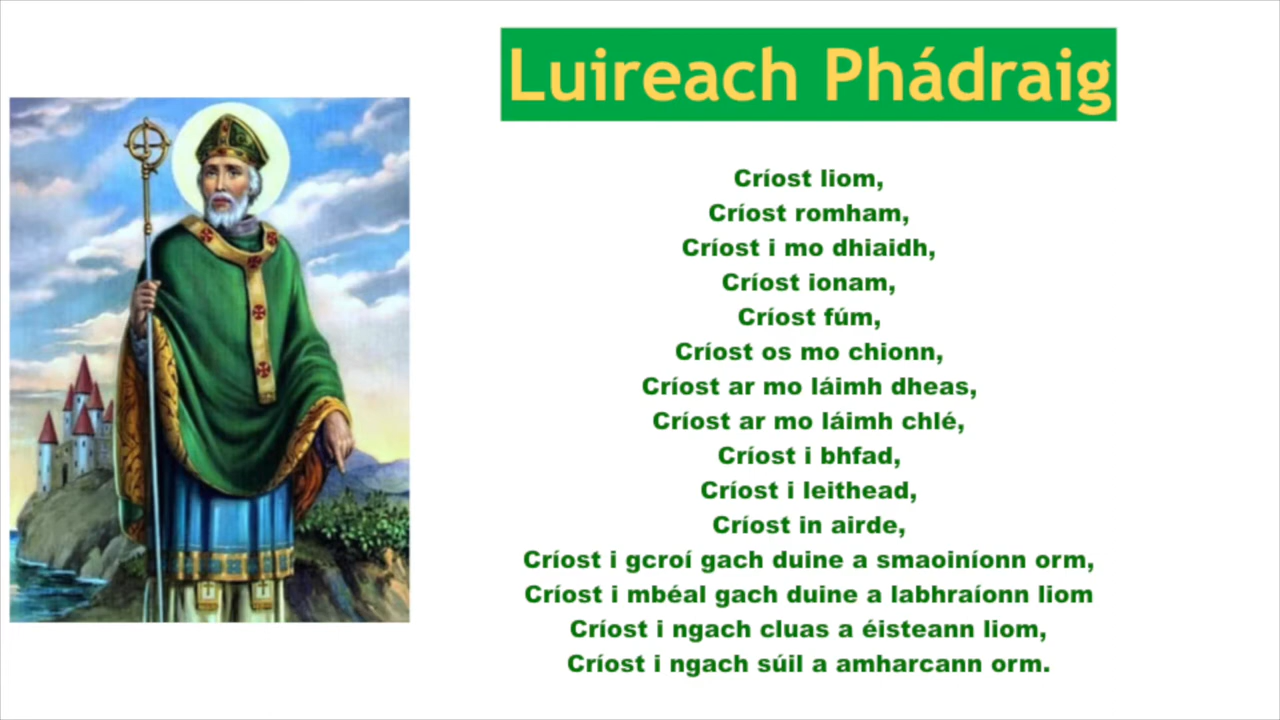 Luireach Phádraig
Críost liom,
Críost romham,
Críost i mo dhiaidh,
Críost ionam,
Críost fúm,
Críost os mo chionn,
Críost ar mo láimh dheas,
Críost ar mo láimh chlé,
Críost i bhfad,
Críost i leithead,
Críost in airde,
Críost i gcroí gach duine a smaoiníonn orm,
Críost i mbéal gach duine a labhraíonn liom
Críost i ngach cluas a éisteann liom,
Críost i ngach súil a amharcann orm.